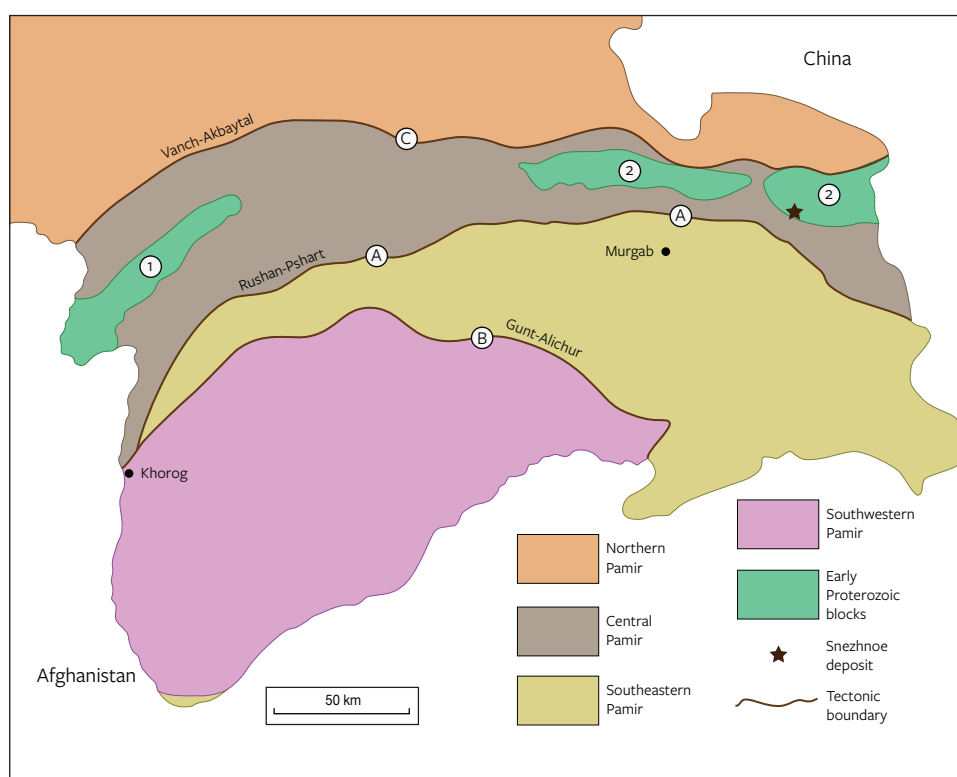 China
Vanch-Akbaytal
C
2
2
A
Rushan-Pshart
A
Murgab
1
Gunt-Alichur
B
Khorog
Afghanistan
50 km
Northern
Pamir
Central
Pamir
Southeastern
Pamir
Southwestern
Pamir
Early
Proterozoic
blocks
Snezhnoe
deposit
Tectonic
boundary